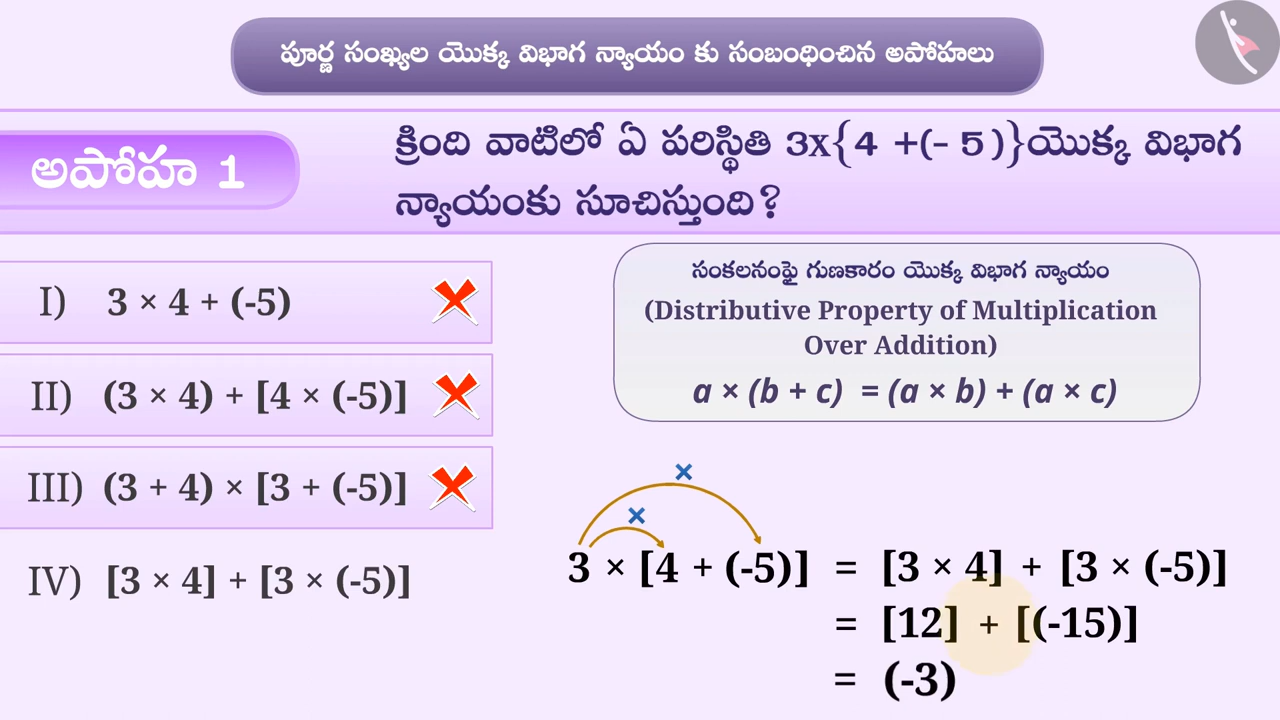 పూర్ణ సంఖ్యల యొక్క విభాగ న్యాయం కు సంబంధించిన అపోహలు
అపోహ 1
క్రింది వాటిలో ఏ పరిస్థితి 3x{4 +(- 5)}యొక్క విభాగ
న్యాయంకు సూచిస్తుంది?
I) 3 × 4 + (-5)
II) (3 × 4) + [4 × (-5)]
III) (3 + 4) × [3 + (-5)]
IV) [3 × 4] + [3 × (-5)]
సంకలనంపై గుణకారం యొక్క విభాగ న్యాయం
(Distributive Property of Multiplication
Over Addition)
a × (b + c) = (a × b) + (a × c)
×
×
3 × [4 + (-5)] = [3 × 4] + [3 × (-5)]
= [12] + [(-15)]
= (-3)